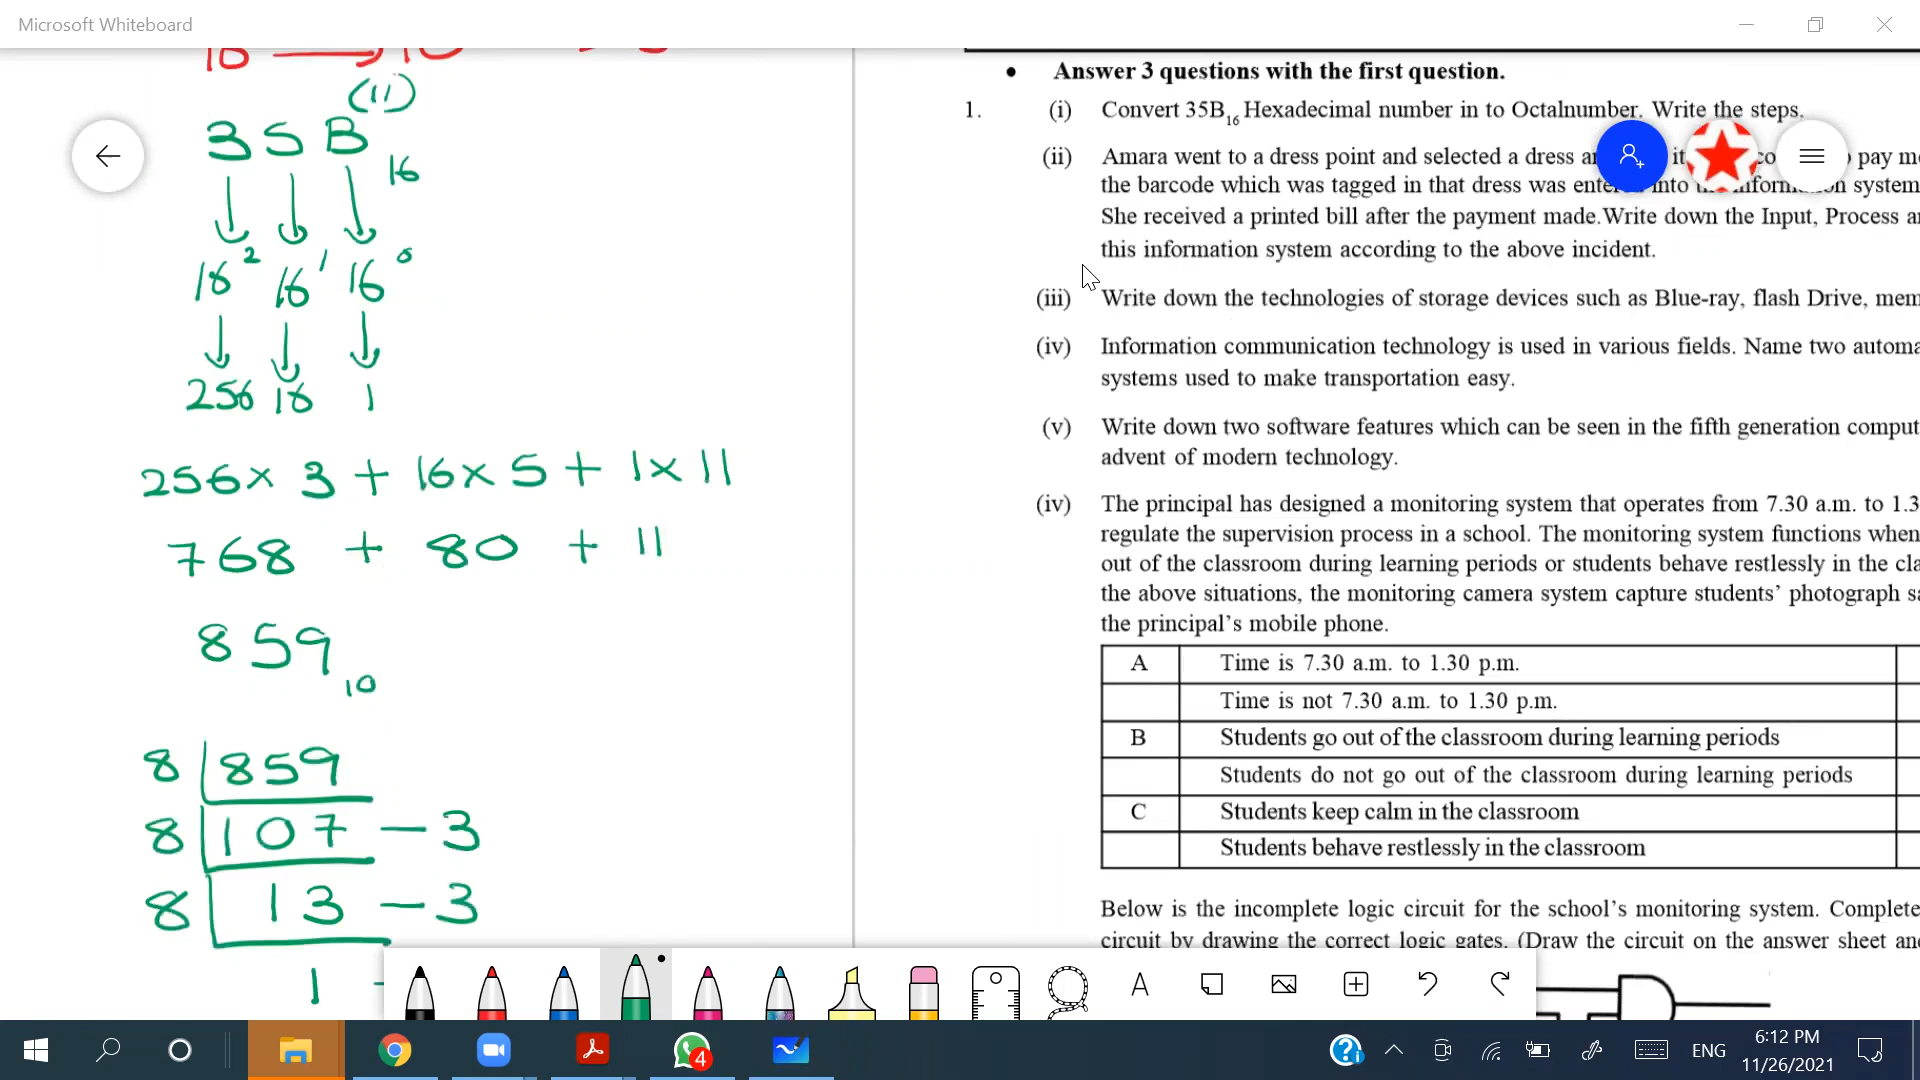 Microsoft Whiteboard
(11)
3 5 B 16
16² 16¹ 16⁰
256 16 1
256 × 3 + 16 × 5 + 1 × 11
768 + 80 + 11
859 10
8 859
8 107 — 3
8 13 — 3
1
• Answer 3 questions with the first question.
1. (i) Convert 35B16 Hexadecimal number in to Octalnumber. Write the steps.
(ii) Amara went to a dress point and selected a dress pay
the barcode which was tagged in that dress was into system
She received a printed bill after the payment made.Write down the Input, Process
this information system according to the above incident.
(iii) Write down the technologies of storage devices such as Blue-ray, flash Drive,
(iv) Information communication technology is used in various fields. Name two
systems used to make transportation easy.
(v) Write down two software features which can be seen in the fifth generation
advent of modern technology.
(iv) The principal has designed a monitoring system that operates from 7.30 a.m. to 1.3
regulate the supervision process in a school. The monitoring system functions when
out of the classroom during learning periods or students behave restlessly in the
the above situations, the monitoring camera system capture students' photograph
the principal's mobile phone.
A Time is 7.30 a.m. to 1.30 p.m.
Time is not 7.30 a.m. to 1.30 p.m.
B Students go out of the classroom during learning periods
Students do not go out of the classroom during learning periods
C Students keep calm in the classroom
Students behave restlessly in the classroom
Below is the incomplete logic circuit for the school's monitoring system. Complete
circuit by drawing the correct logic gates. (Draw the circuit on the answer sheet
4
ENG
6:12 PM
11/26/2021